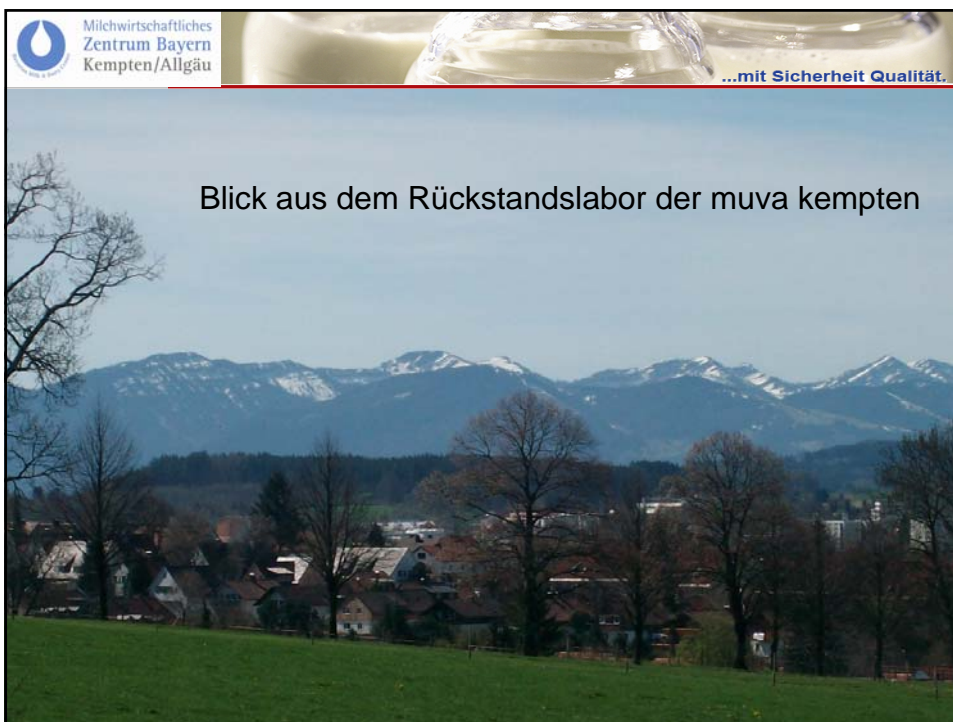 Milchwirtschaftliches
Zentrum Bayern
Kempten/Allgäu
...mit Sicherheit Qualität.
Blick aus dem Rückstandslabor der muva kempten